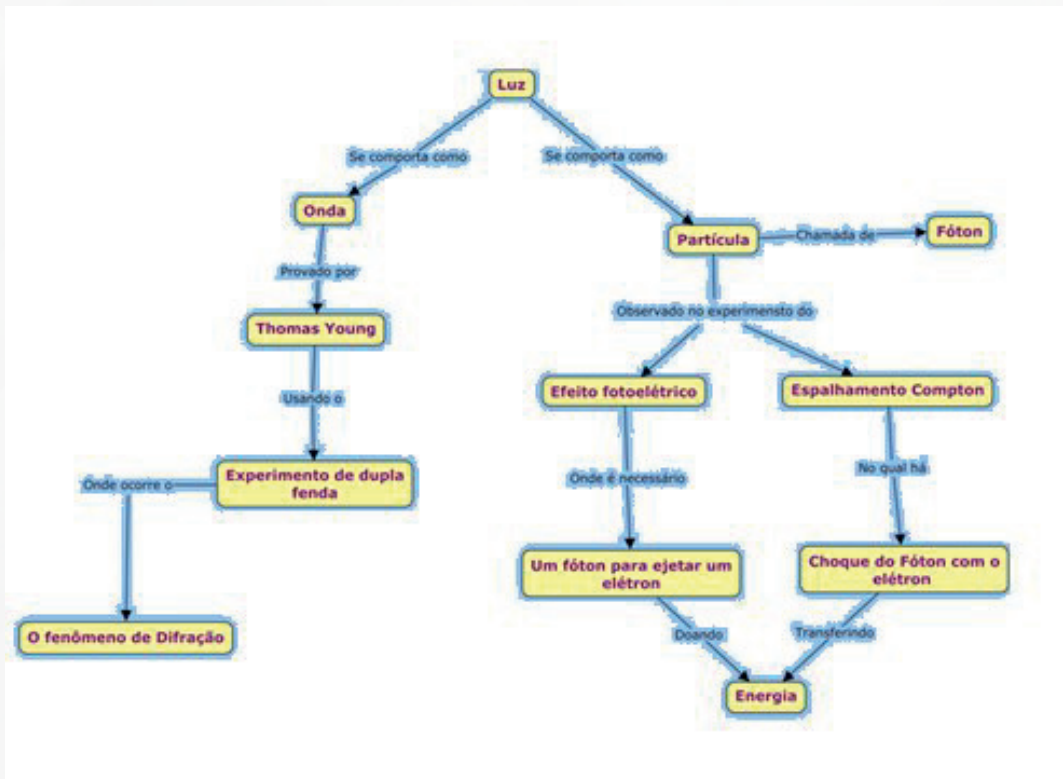 Luz
Se comporta como
Se comporta como
Onda
Partícula
Chamada de
Fóton
Provado por
Observado no experimensto do
Thomas Young
Efeito fotoelétrico
Espalhamento Compton
Usando o
Experimento de dupla
fenda
Onde ocorre o
Onde é necessário
No qual há
Um fóton para ejetar um
elétron
Choque do Fóton com o
elétron
O fenômeno de Difração
Doando
Transferindo
Energia